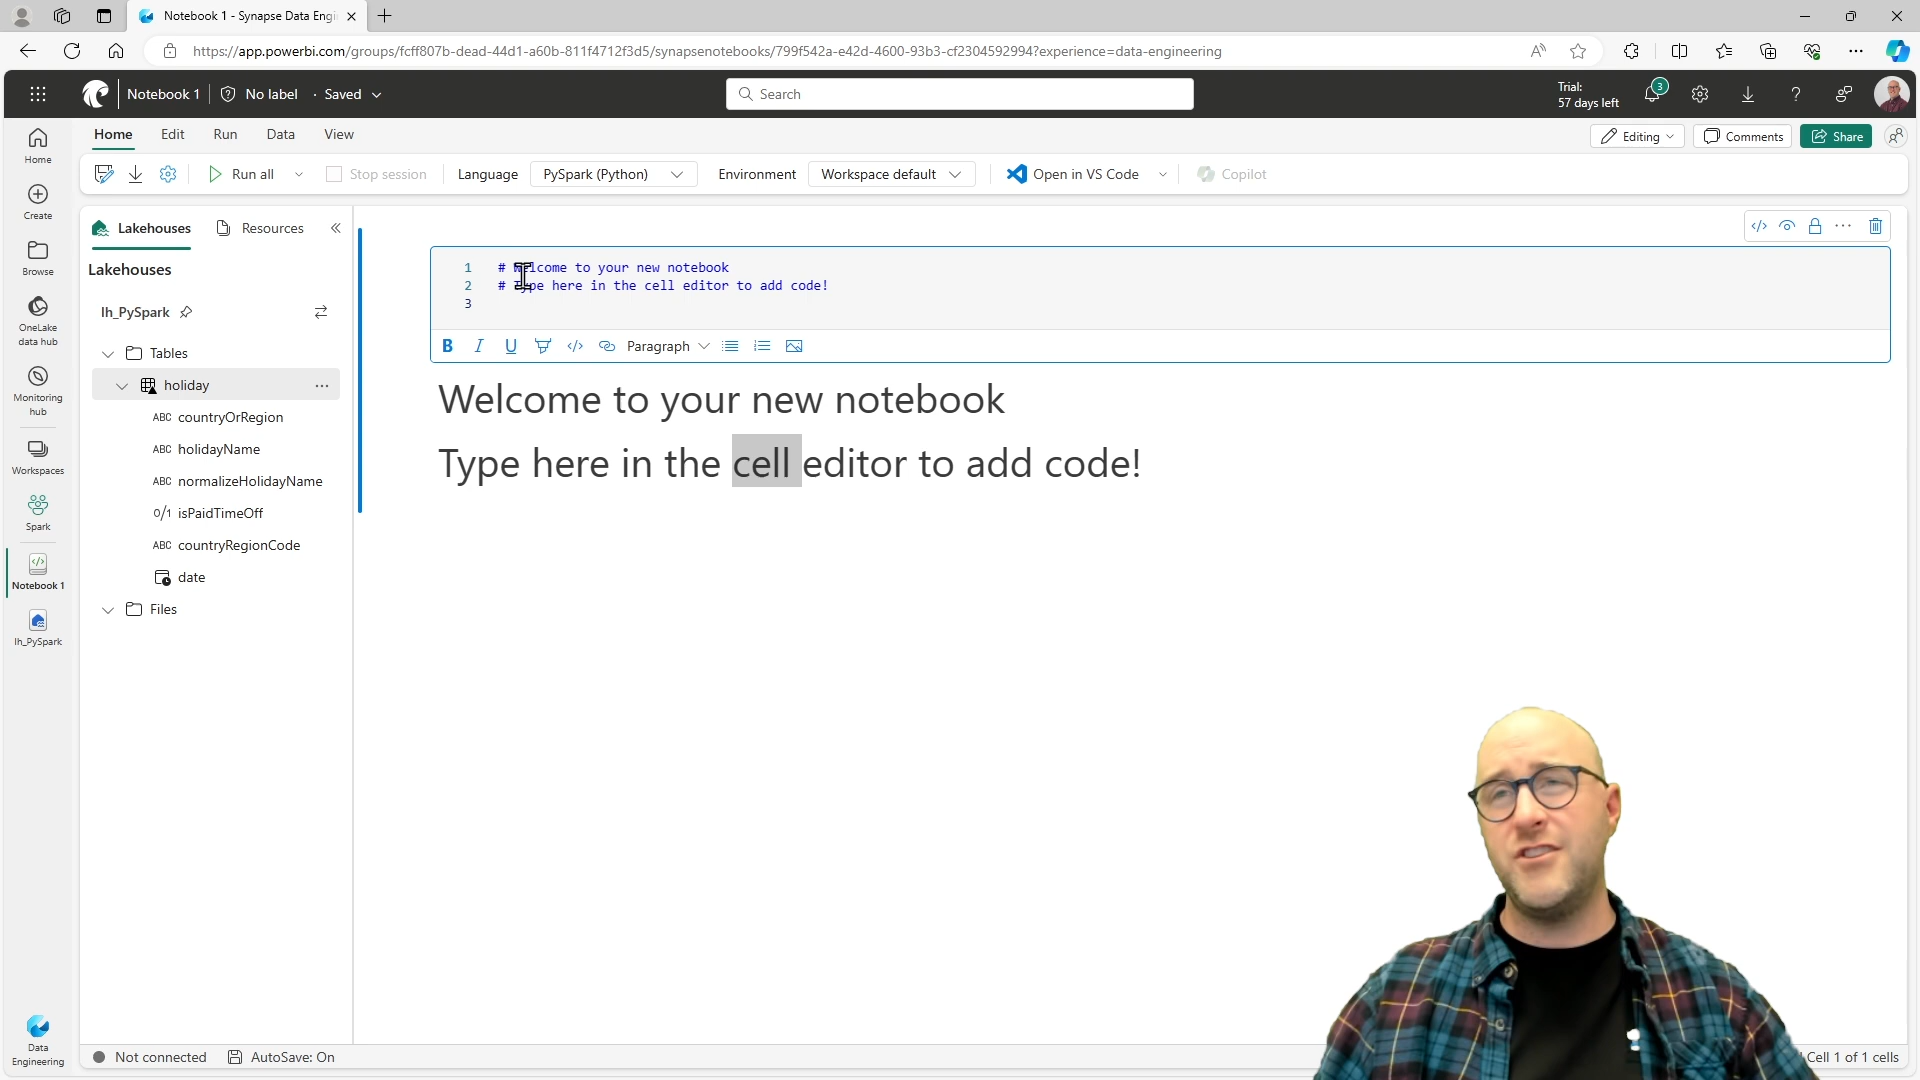 Notebook 1 - Synapse Data Engi
https://app.powerbi.com/groups/fcff807b-dead-44d1-a60b-811f4712f3d5/synapsenotebooks/799f542a-e42d-4600-93b3-cf2304592994?experience=data-engineering
Notebook 1
No label
· Saved
Search
Trial:
57 days left
3
Home Edit Run Data View
Editing
Comments
Share
Run all
Stop session
Language
PySpark (Python)
Environment
Workspace default
Open in VS Code
Copilot
Home
Create
Browse
OneLake
data hub
Monitoring
hub
Workspaces
Spark
Notebook 1
lh_PySpark
Data
Engineering
Lakehouses
Resources
Lakehouses
lh_PySpark
Tables
holiday
ABC countryOrRegion
ABC holidayName
ABC normalizeHolidayName
0/1 isPaidTimeOff
ABC countryRegionCode
date
Files
1 # Welcome to your new notebook
2 # Type here in the cell editor to add code!
3
B I U </> Paragraph
Welcome to your new notebook
Type here in the cell editor to add code!
Not connected
AutoSave: On
Cell 1 of 1 cells